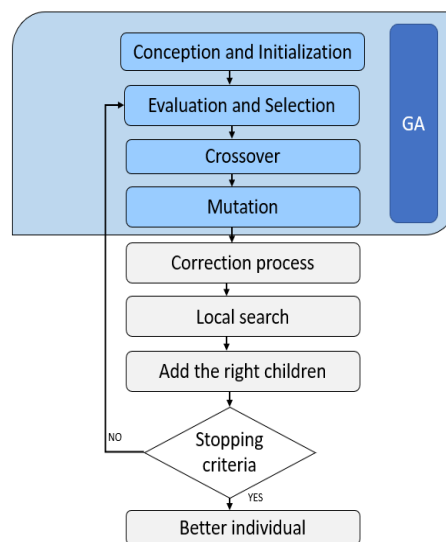 Conception and Initialization
Evaluation and Selection
GA
Crossover
Mutation
Correction process
Local search
Add the right children
NO
Stopping
criteria
YES
Better individual